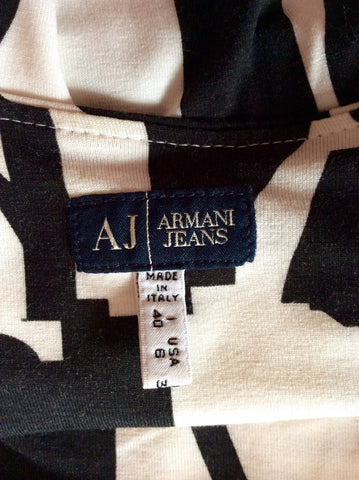 AJ
ARMANI
JEANS
MADE
IN
ITALY
I USA
40 6